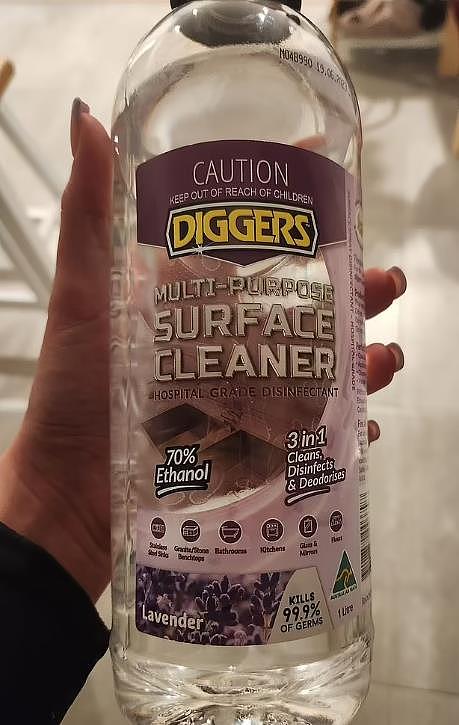 CAUTION
KEEP OUT OF REACH OF CHILDREN
DIGGERS
MULTI-PURPOSE
SURFACE
CLEANER
HOSPITAL GRADE DISINFECTANT
70%
Ethanol
3 in 1
Cleans,
Disinfects
& Deodorises
Stainless
Steel Sinks
Granite/Stone
Benchtops
Bathrooms
Kitchens
Glass &
Mirrors
Floors
Lavender
KILLS
99.9%
OF GERMS
1 Litre